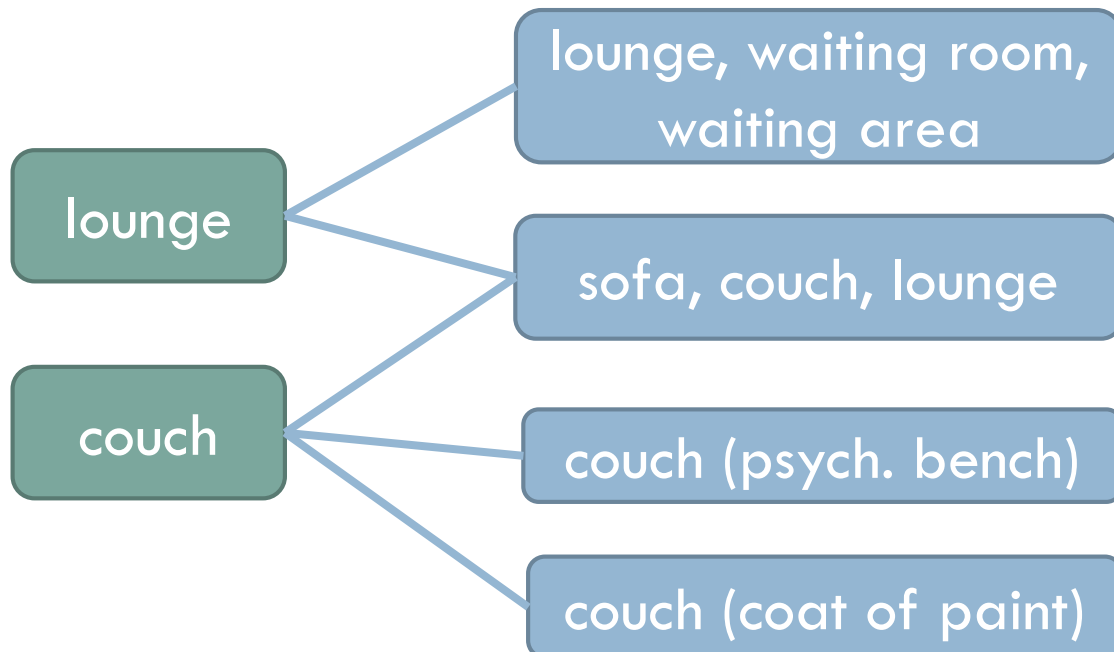 lounge
couch
lounge, waiting room,
waiting area
sofa, couch, lounge
couch (psych. bench)
couch (coat of paint)